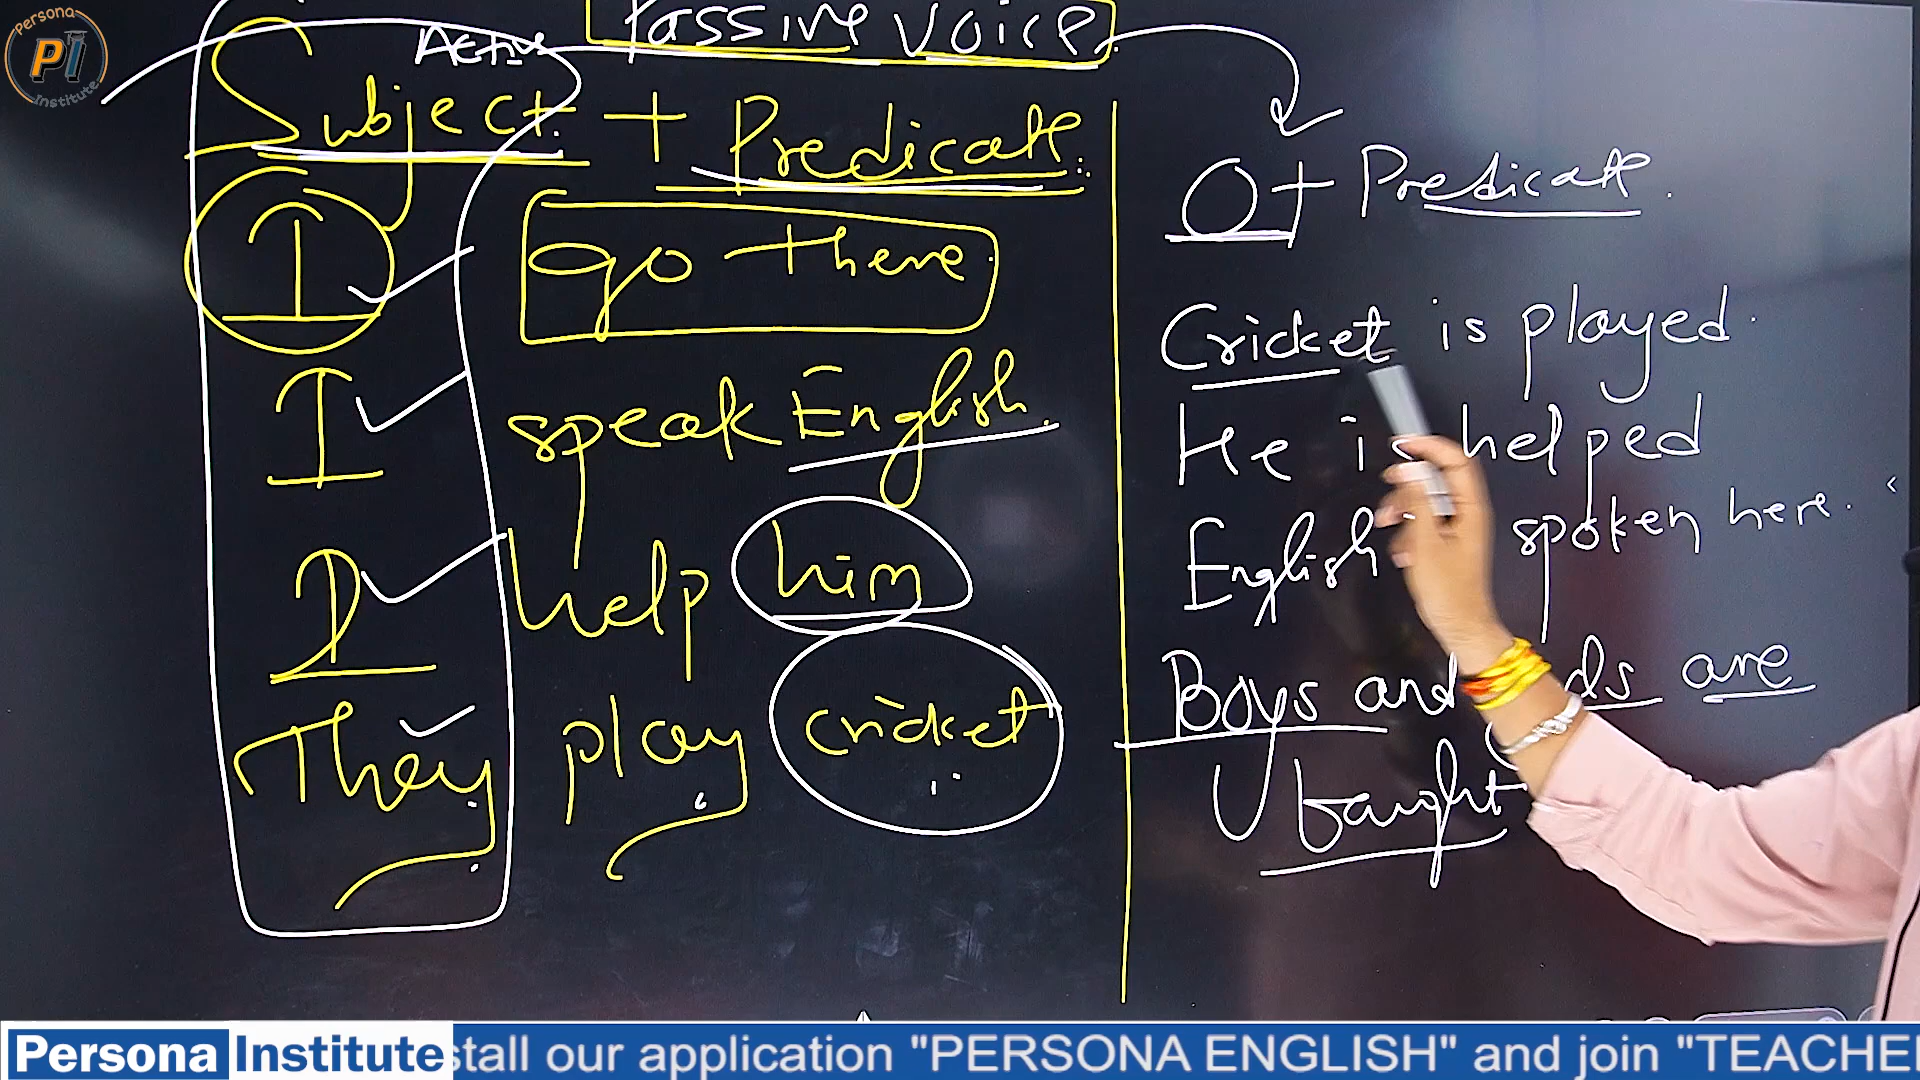 Persona
PI
Institute
Passive Voice
Active
Subject + Predicate
I go there.
I speak English.
I help him
They play cricket
O + Predicate.
Cricket is played.
He is helped
English spoken here.
Boys and are
taught
Persona Institute
stall our application "PERSONA ENGLISH" and join "TEACHE